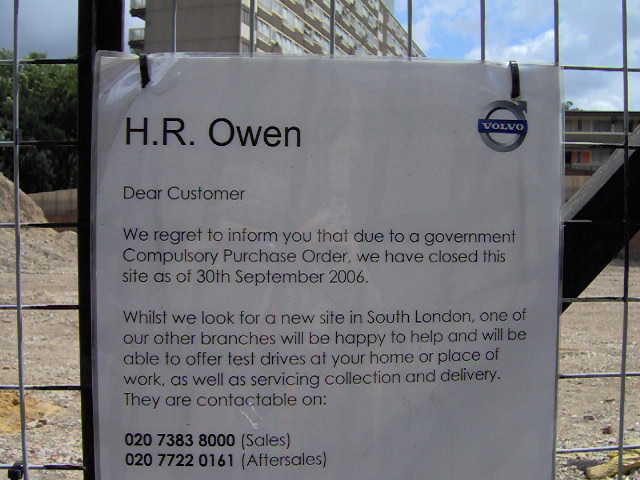 H.R. Owen
VOLVO
Dear Customer
We regret to inform you that due to a government
Compulsory Purchase Order, we have closed this
site as of 30th September 2006.
Whilst we look for a new site in South London, one of
our other branches will be happy to help and will be
able to offer test drives at your home or place of
work, as well as servicing collection and delivery.
They are contactable on:
020 7383 8000 (Sales)
020 7722 0161 (Aftersales)